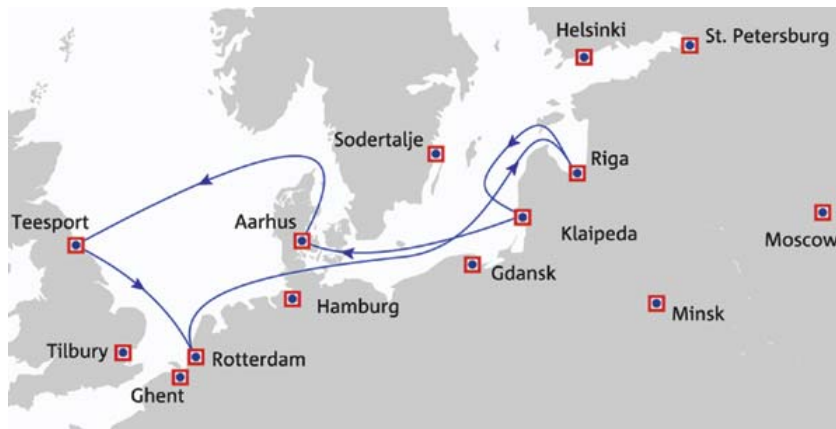 Helsinki
St. Petersburg
Sodertalje
Riga
Teesport
Aarhus
Klaipeda
Moscow
Gdansk
Hamburg
Minsk
Tilbury
Rotterdam
Ghent